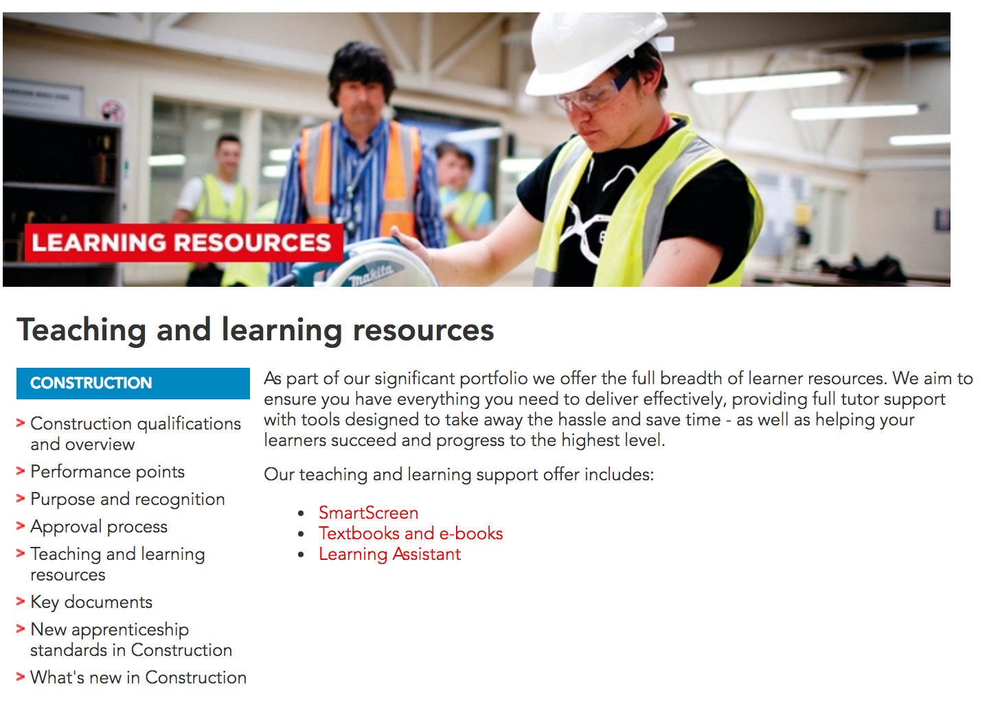 LEARNING RESOURCES
makita
Teaching and learning resources
CONSTRUCTION
> Construction qualifications
and overview
> Performance points
> Purpose and recognition
> Approval process
> Teaching and learning
resources
> Key documents
> New apprenticeship
standards in Construction
> What's new in Construction
As part of our significant portfolio we offer the full breadth of learner resources. We aim to
ensure you have everything you need to deliver effectively, providing full tutor support
with tools designed to take away the hassle and save time - as well as helping your
learners succeed and progress to the highest level.
Our teaching and learning support offer includes:
• SmartScreen
• Textbooks and e-books
• Learning Assistant